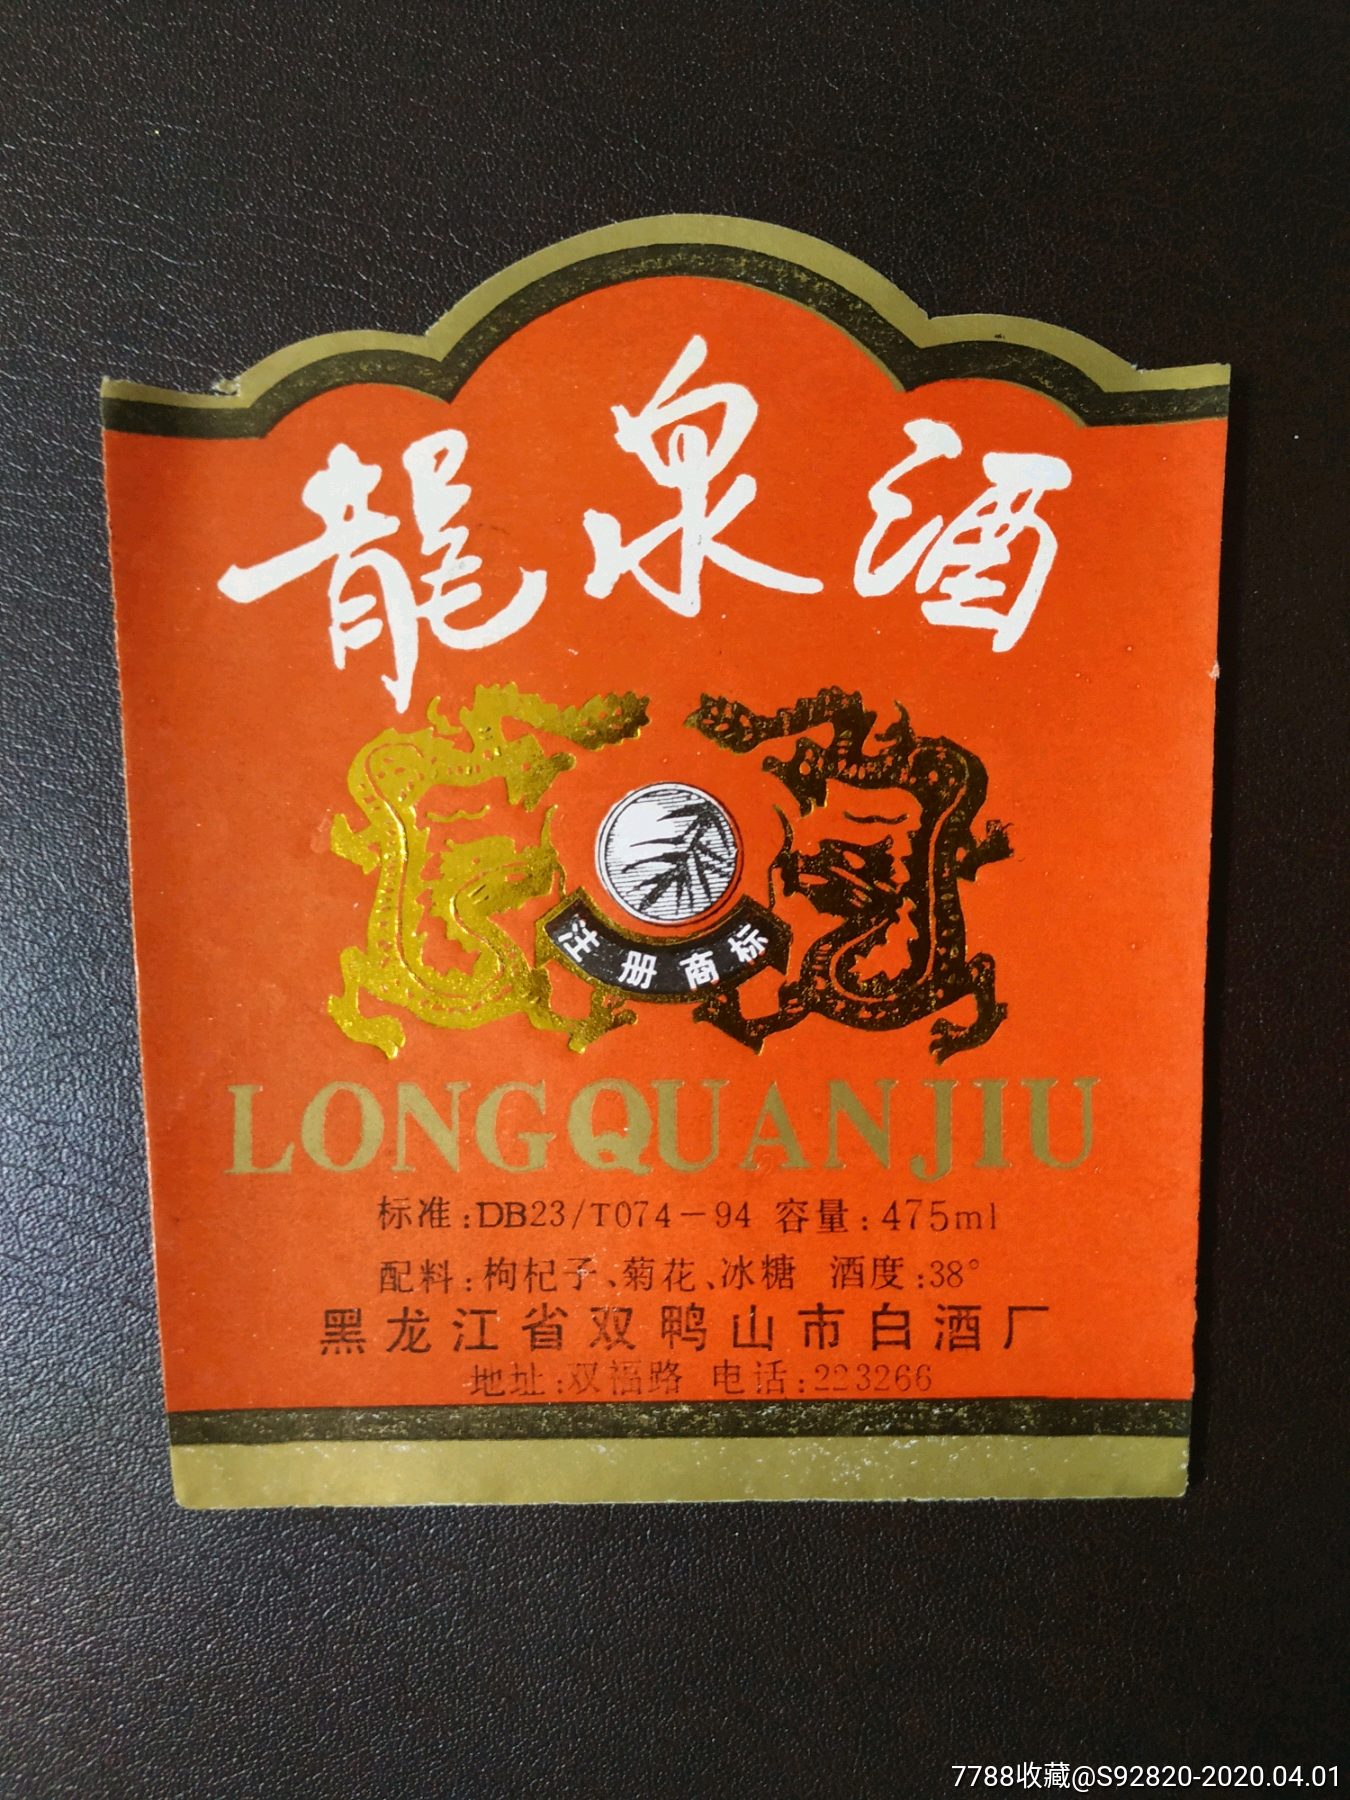 龍泉酒
注册商标
LONGQUANJIU
标准:DB23/T074-94 容量:475ml
配料:枸杞子、菊花、冰糖 酒度:38°
黑龙江省双鸭山市白酒厂
地址:双福路 电话:223266
7788收藏@S92820-2020.04.01